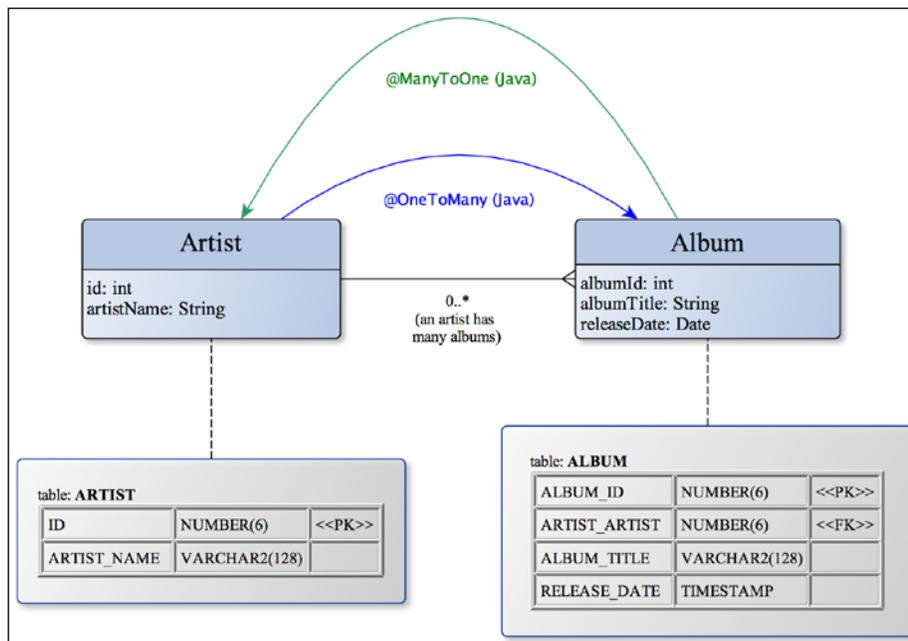 @ManyToOne (Java)
@OneToMany (Java)
Artist
id: int
artistName: String
Album
albumId: int
albumTitle: String
releaseDate: Date
0..*
(an artist has
many albums)
table: ARTIST
ID NUMBER(6) <<PK>>
ARTIST_NAME VARCHAR2(128)
table: ALBUM
ALBUM_ID NUMBER(6) <<PK>>
ARTIST_ARTIST NUMBER(6) <<FK>>
ALBUM_TITLE VARCHAR2(128)
RELEASE_DATE TIMESTAMP